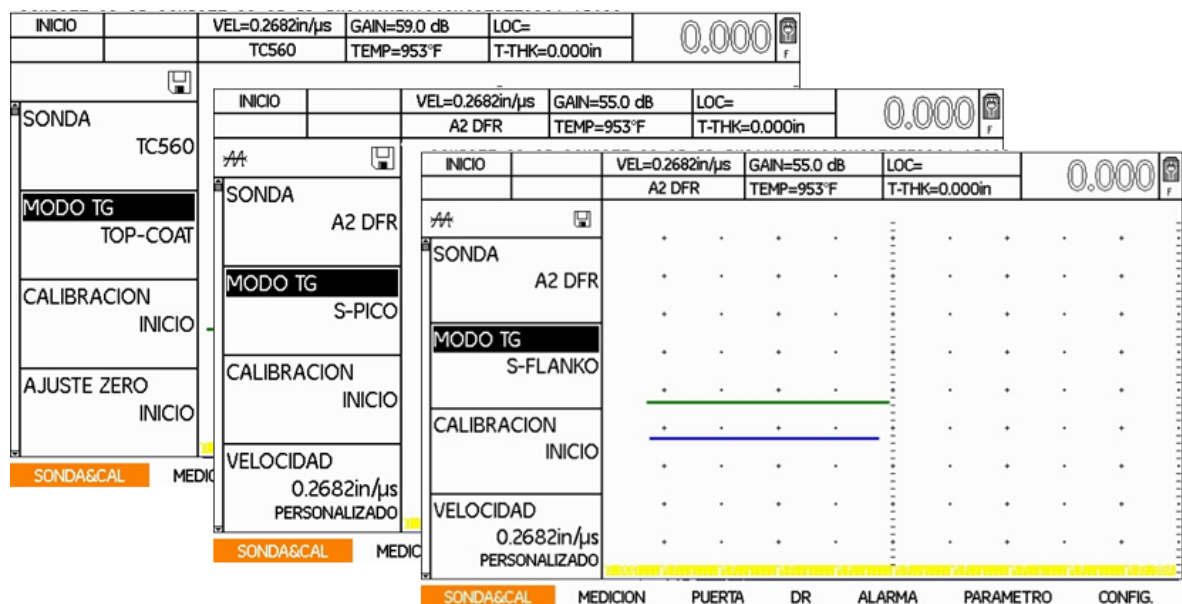 INICIO VEL=0.2682in/µs GAIN=59.0 dB LOC= 0.000
TC560 TEMP=953°F T-THK=0.000in F
SONDA
TC560
MODO TG
TOP-COAT
CALIBRACION
INICIO
AJUSTE ZERO
INICIO
SONDA&CAL
INICIO VEL=0.2682in/µs GAIN=55.0 dB LOC= 0.000
A2 DFR TEMP=953°F T-THK=0.000in F
SONDA
A2 DFR
MODO TG
S-PICO
CALIBRACION
INICIO
VELOCIDAD
0.2682in/µs
PERSONALIZADO
SONDA&CAL
INICIO VEL=0.2682in/µs GAIN=55.0 dB LOC= 0.000
A2 DFR TEMP=953°F T-THK=0.000in F
SONDA
A2 DFR
MODO TG
S-FLANKO
CALIBRACION
INICIO
VELOCIDAD
0.2682in/µs
PERSONALIZADO
SONDA&CAL MEDICION PUERTA DR ALARMA PARAMETRO CONFIG.